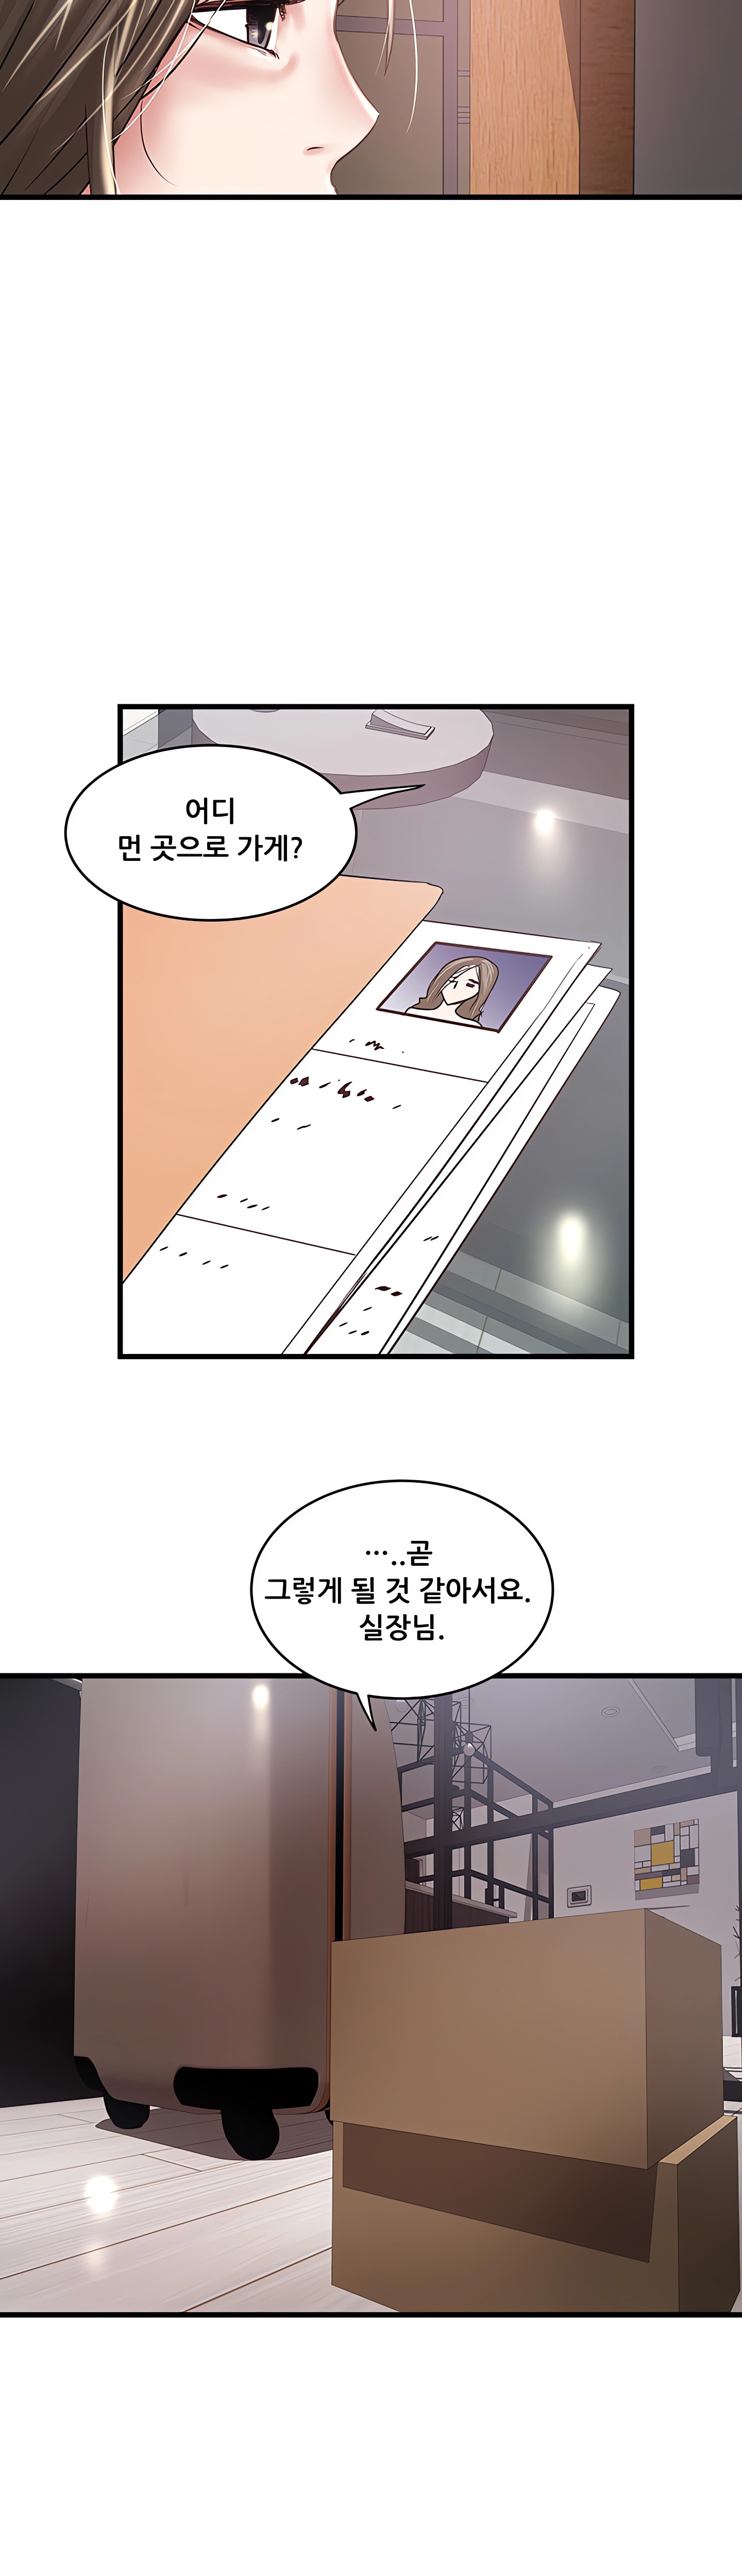 어디
먼 곳으로 가게?
…..곧
그렇게 될 것 같아서요.
실장님.